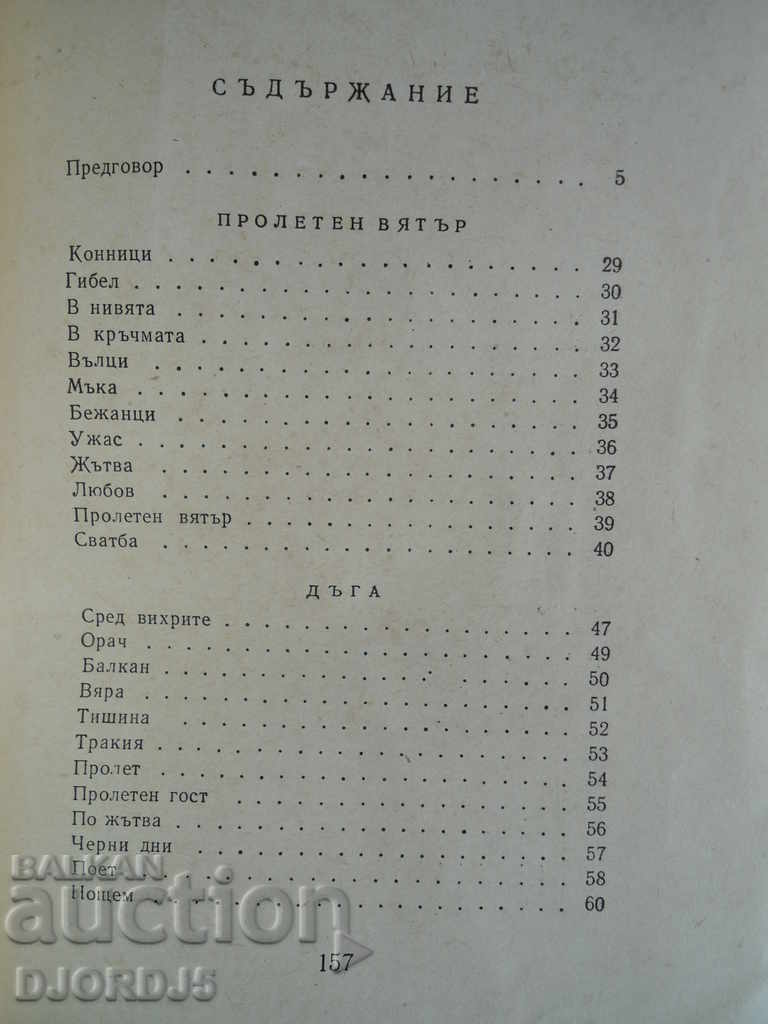 СЪДЪРЖАНИЕ
Предговor . . . . . . . . . . . . . . . . . . . 5
ПРОЛЕТЕН ВЯТЪР
Конници . . . . . . . . . . . . . . . 29
Гибел . . . . . . . . . . . . . . . . 30
В нивята . . . . . . . . . . . . . . . 31
В кръчмата . . . . . . . . . . . . . . 32
Вълци . . . . . . . . . . . . . . . . 33
Мъка . . . . . . . . . . . . . . . . 34
Бежанци . . . . . . . . . . . . . . . 35
Ужас . . . . . . . . . . . . . . . . 36
Жътва . . . . . . . . . . . . . . . . 37
Любов . . . . . . . . . . . . . . . . 38
Пролетен вятър . . . . . . . . . . . . 39
Сватба . . . . . . . . . . . . . . . . 40
ДЪГА
Сред вихрите . . . . . . . . . . . . . 47
Орач . . . . . . . . . . . . . . . . 49
Балкан . . . . . . . . . . . . . . . 50
Вяра . . . . . . . . . . . . . . . . 51
Тишина . . . . . . . . . . . . . . . 52
Тракия . . . . . . . . . . . . . . . 53
Пролет . . . . . . . . . . . . . . . 54
Пролетен гост . . . . . . . . . . . . 55
По жътва . . . . . . . . . . . . . . 56
Черни дни . . . . . . . . . . . . . . 57
Поет . . . . . . . . . . . . . . . . 58
Нощем . . . . . . . . . . . . . . . . 60
157
BALKAN
auction
DJORDJ5